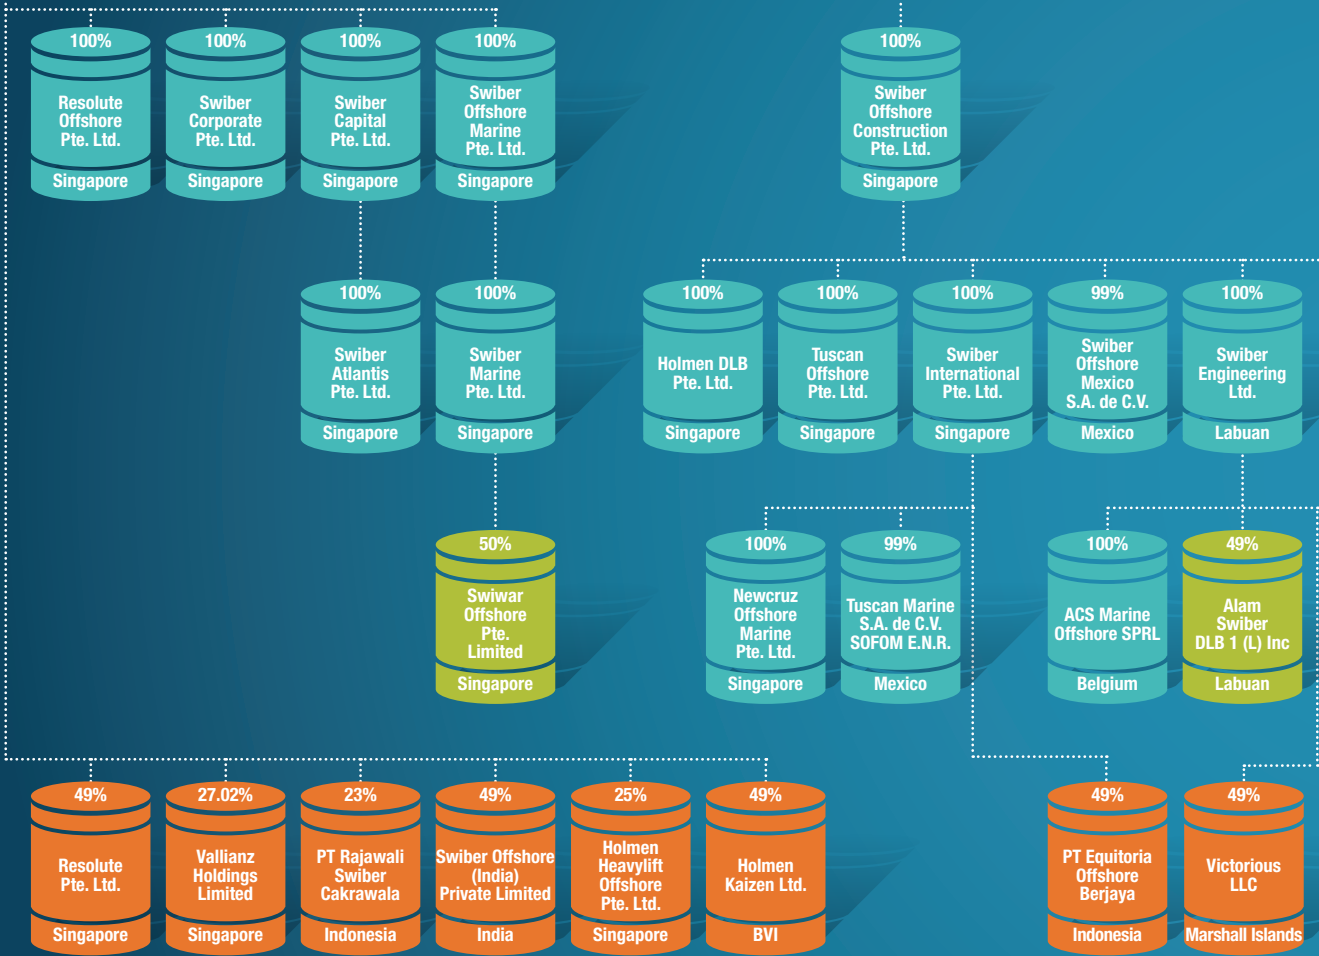 100%
Resolute
Offshore
Pte. Ltd.
Singapore
100%
Swiber
Corporate
Pte. Ltd.
Singapore
100%
Swiber
Capital
Pte. Ltd.
Singapore
100%
Swiber
Offshore
Marine
Pte. Ltd.
Singapore
100%
Swiber
Offshore
Construction
Pte. Ltd.
Singapore
100%
Swiber
Atlantis
Pte. Ltd.
Singapore
100%
Swiber
Marine
Pte. Ltd.
Singapore
100%
Holmen DLB
Pte. Ltd.
Singapore
100%
Tuscan
Offshore
Pte. Ltd.
Singapore
100%
Swiber
International
Pte. Ltd.
Singapore
99%
Swiber
Offshore
Mexico
S.A. de C.V.
Mexico
100%
Swiber
Engineering
Ltd.
Labuan
50%
Swiwar
Offshore
Pte.
Limited
Singapore
100%
Newcruz
Offshore
Marine
Pte. Ltd.
Singapore
99%
Tuscan Marine
S.A. de C.V.
SOFOM E.N.R.
Mexico
100%
ACS Marine
Offshore SPRL
Belgium
49%
Alam
Swiber
DLB 1 (L) Inc
Labuan
49%
Resolute
Pte. Ltd.
Singapore
27.02%
Vallianz
Holdings
Limited
Singapore
23%
PT Rajawali
Swiber
Cakrawala
Indonesia
49%
Swiber Offshore
(India)
Private Limited
India
25%
Holmen
Heavylift
Offshore
Pte. Ltd.
Singapore
49%
Holmen
Kaizen Ltd.
BVI
49%
PT Equitoria
Offshore
Berjaya
Indonesia
49%
Victorious
LLC
Marshall Islands